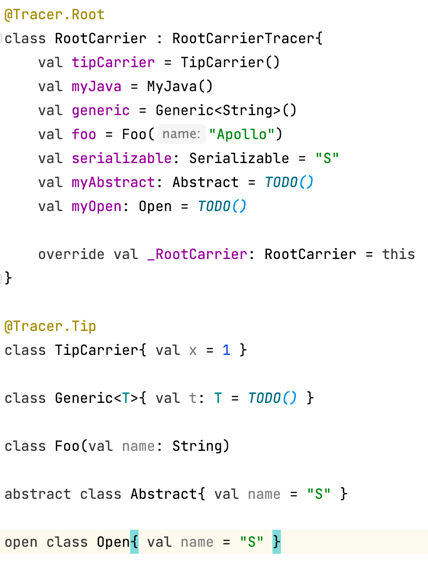 @Tracer.Root
class RootCarrier : RootCarrierTracer{
    val tipCarrier = TipCarrier()
    val myJava = MyJava()
    val generic = Generic<String>()
    val foo = Foo( name: "Apollo")
    val serializable: Serializable = "S"
    val myAbstract: Abstract = TODO()
    val myOpen: Open = TODO()

    override val _RootCarrier: RootCarrier = this
}

@Tracer.Tip
class TipCarrier{ val x = 1 }

class Generic<T>{ val t: T = TODO() }

class Foo(val name: String)

abstract class Abstract{ val name = "S" }

open class Open{ val name = "S" }